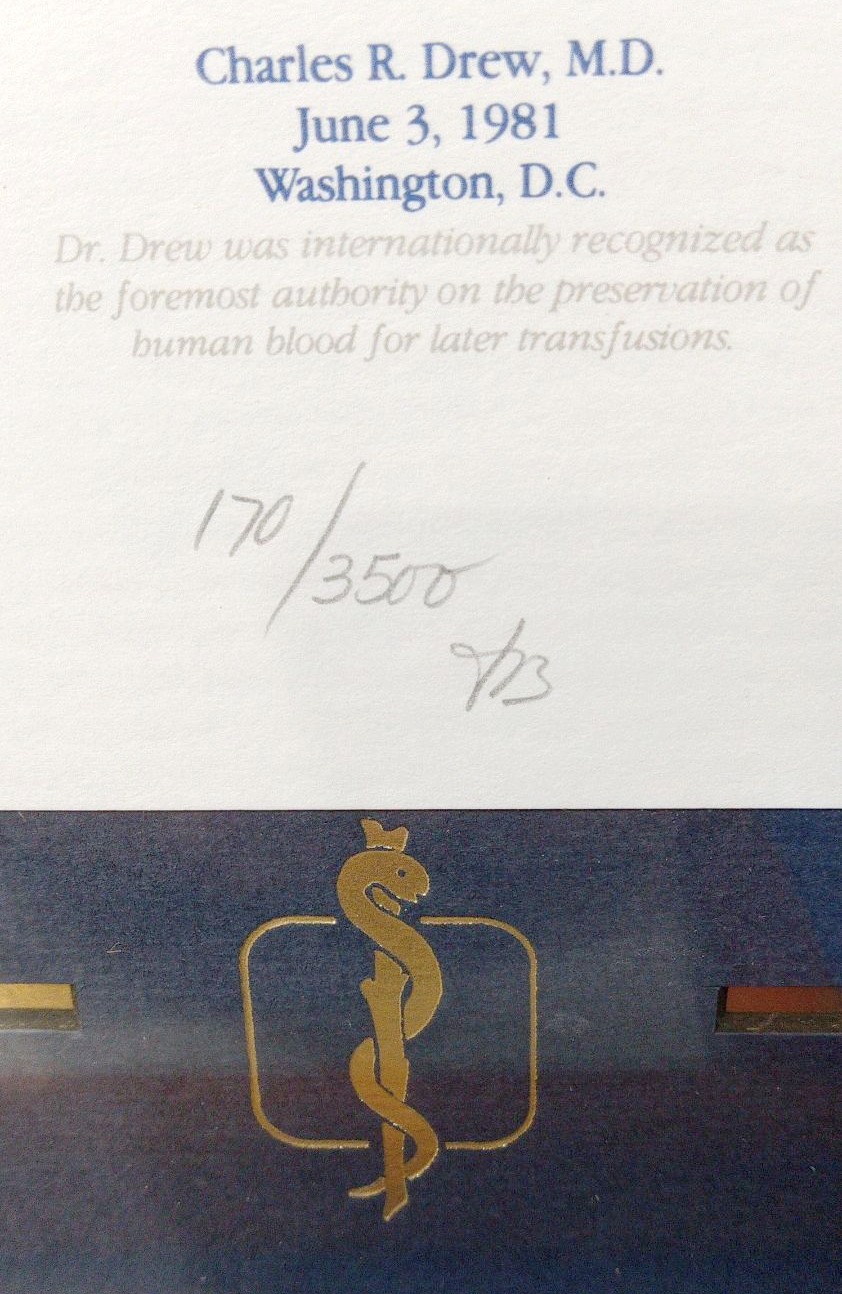 Charles R. Drew, M.D.
June 3, 1981
Washington, D.C.
Dr. Drew was internationally recognized as
the foremost authority on the preservation of
human blood for later transfusions.
170/3500